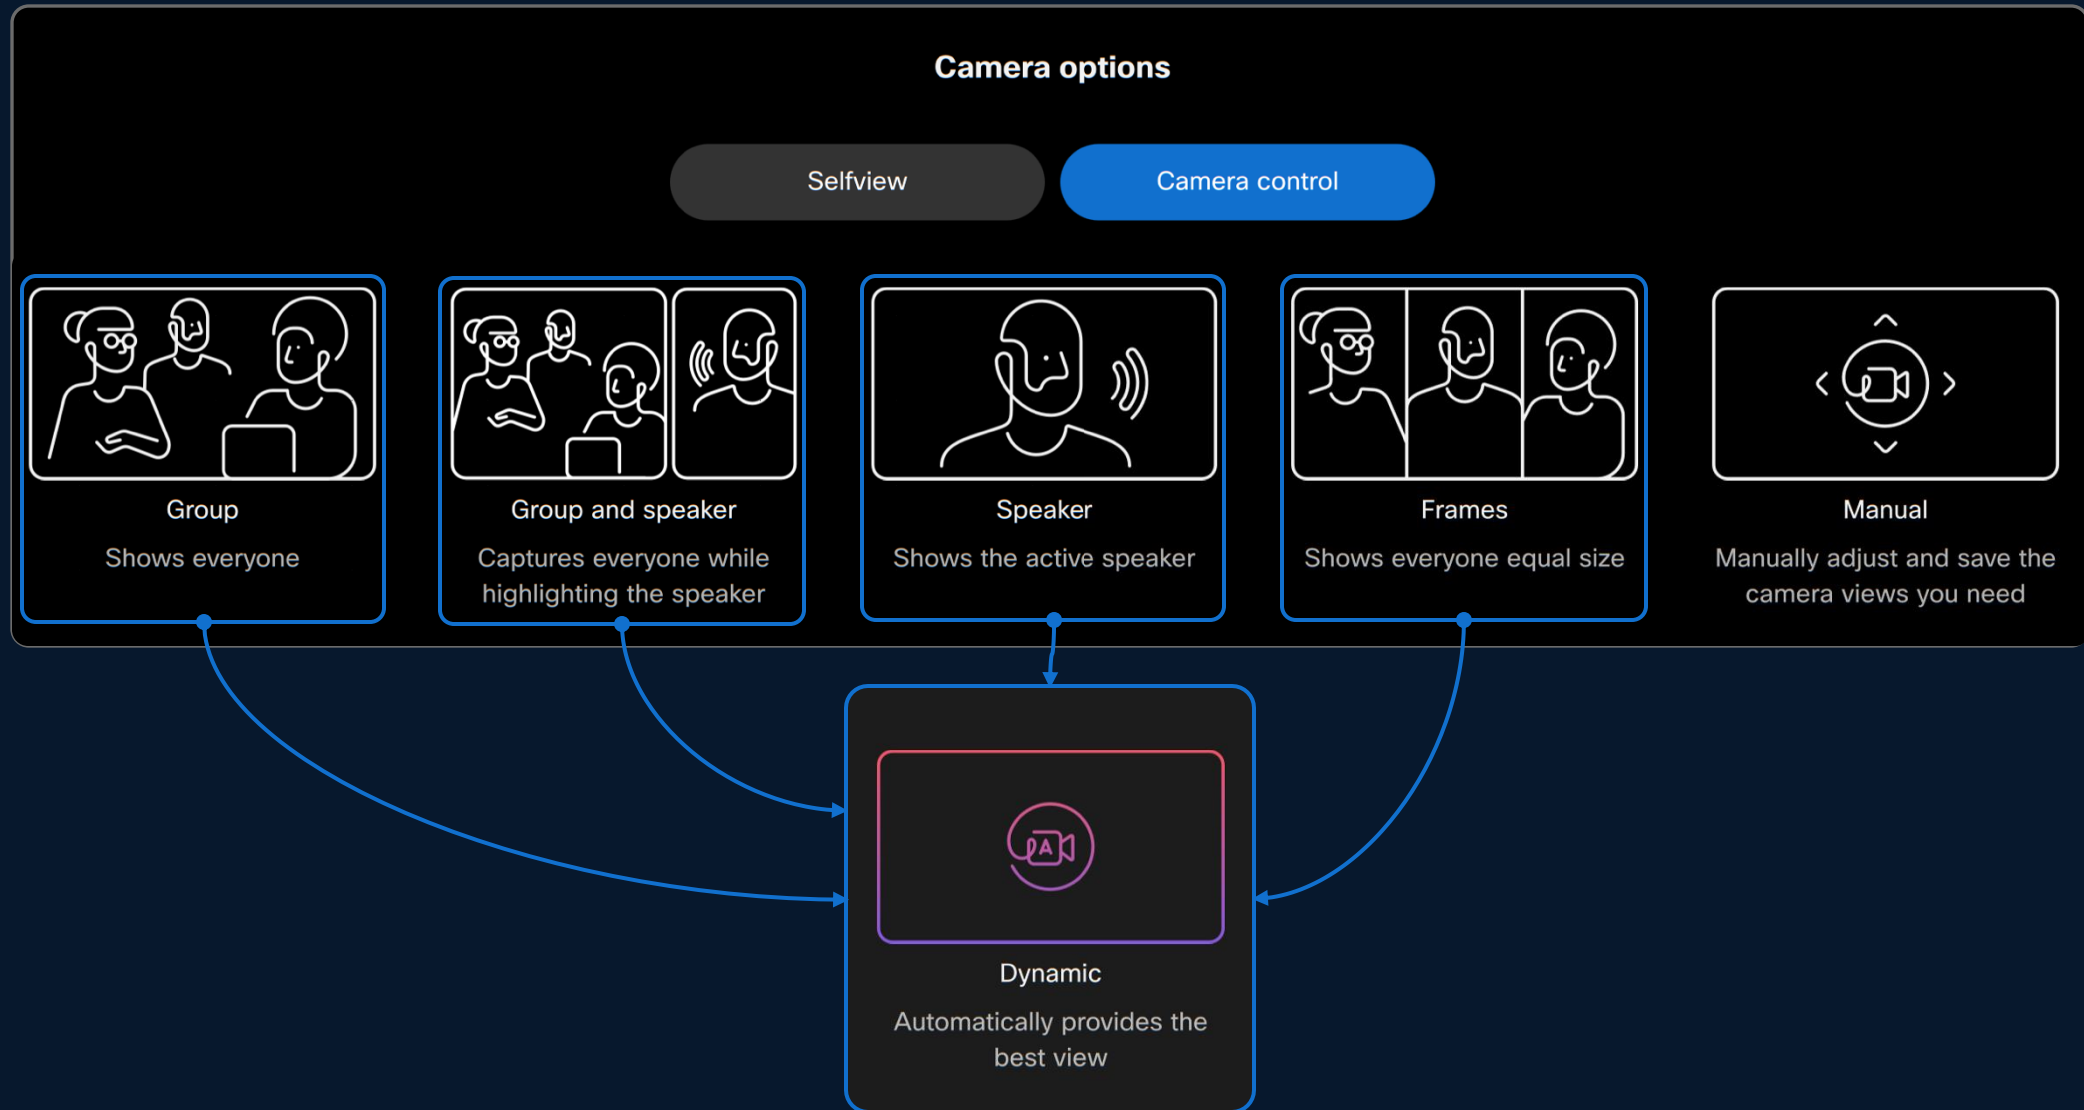 Camera options
Selfview
Camera control
Group
Shows everyone
Group and speaker
Captures everyone while
highlighting the speaker
Speaker
Shows the active speaker
Frames
Shows everyone equal size
Manual
Manually adjust and save the
camera views you need
A
Dynamic
Automatically provides the
best view